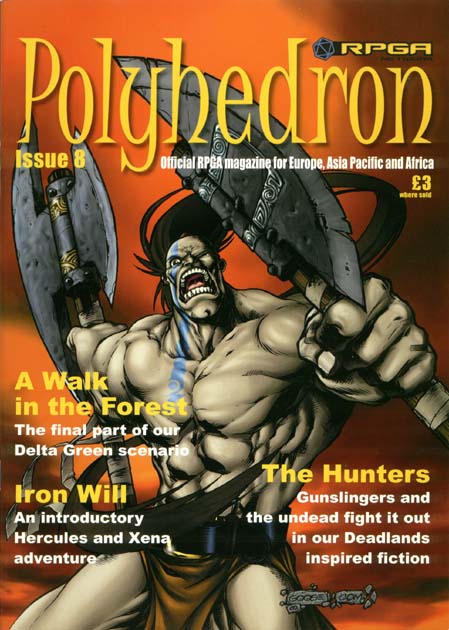 RPGA
NETWORK
Polyhedron
Issue 8
Official RPGA magazine for Europe, Asia Pacific and Africa
£3
where sold
A Walk
in the Forest
The final part of our
Delta Green scenario
Iron Will
An introductory
Hercules and Xena
adventure
The Hunters
Gunslingers and
the undead fight it out
in our Deadlands
inspired fiction